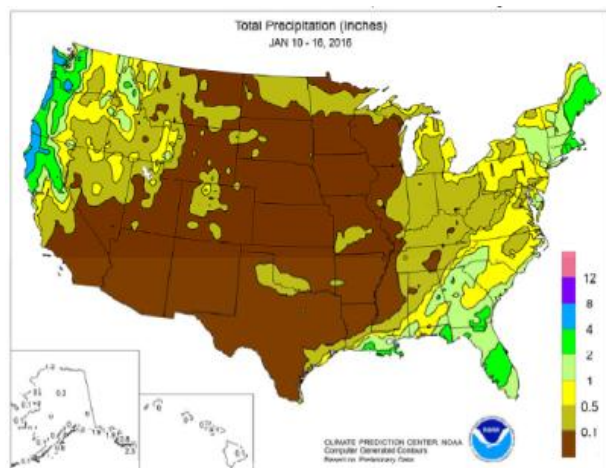 Total Precipitation (Inches)
JAN 10 - 16, 2016
12
8
4
2
1
0.5
0.1
NOAA
CLIMATE PREDICTION CENTER, NOAA
Computer Generated Contours
Based on Preliminary Data